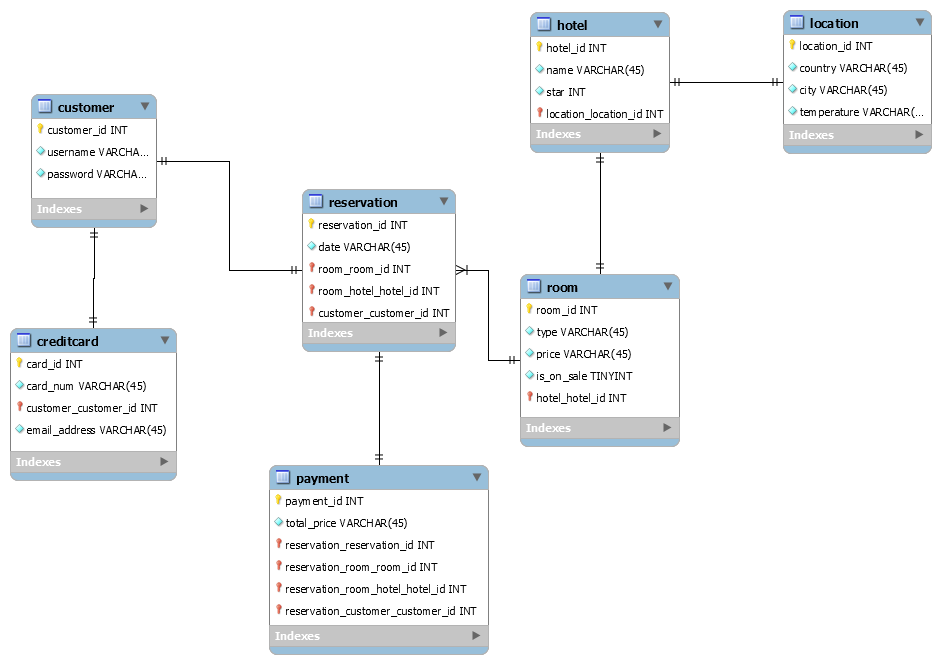 hotel
hotel_id INT
name VARCHAR(45)
star INT
location_location_id INT
Indexes
location
location_id INT
country VARCHAR(45)
city VARCHAR(45)
temperature VARCHAR(...
Indexes
customer
customer_id INT
username VARCHA...
password VARCHA...
Indexes
reservation
reservation_id INT
date VARCHAR(45)
room_room_id INT
room_hotel_hotel_id INT
customer_customer_id INT
Indexes
room
room_id INT
type VARCHAR(45)
price VARCHAR(45)
is_on_sale TINYINT
hotel_hotel_id INT
Indexes
creditcard
card_id INT
card_num VARCHAR(45)
customer_customer_id INT
email_address VARCHAR(45)
Indexes
payment
payment_id INT
total_price VARCHAR(45)
reservation_reservation_id INT
reservation_room_room_id INT
reservation_room_hotel_hotel_id INT
reservation_customer_customer_id INT
Indexes